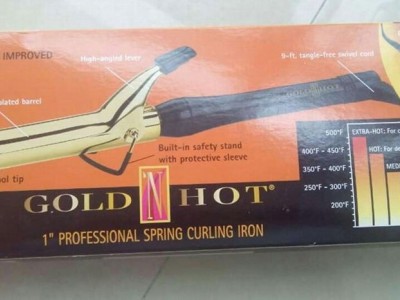 IMPROVED
High-angled lever
9-ft. tangle-free swivel cord
plated barrel
Built-in safety stand
with protective sleeve
ool tip
GOLD N HOT®
1" PROFESSIONAL SPRING CURLING IRON
500°F
400°F - 450°F
350°F - 400°F
250°F - 300°F
200°F
EXTRA-HOT: For c
HOT: For
MEDI